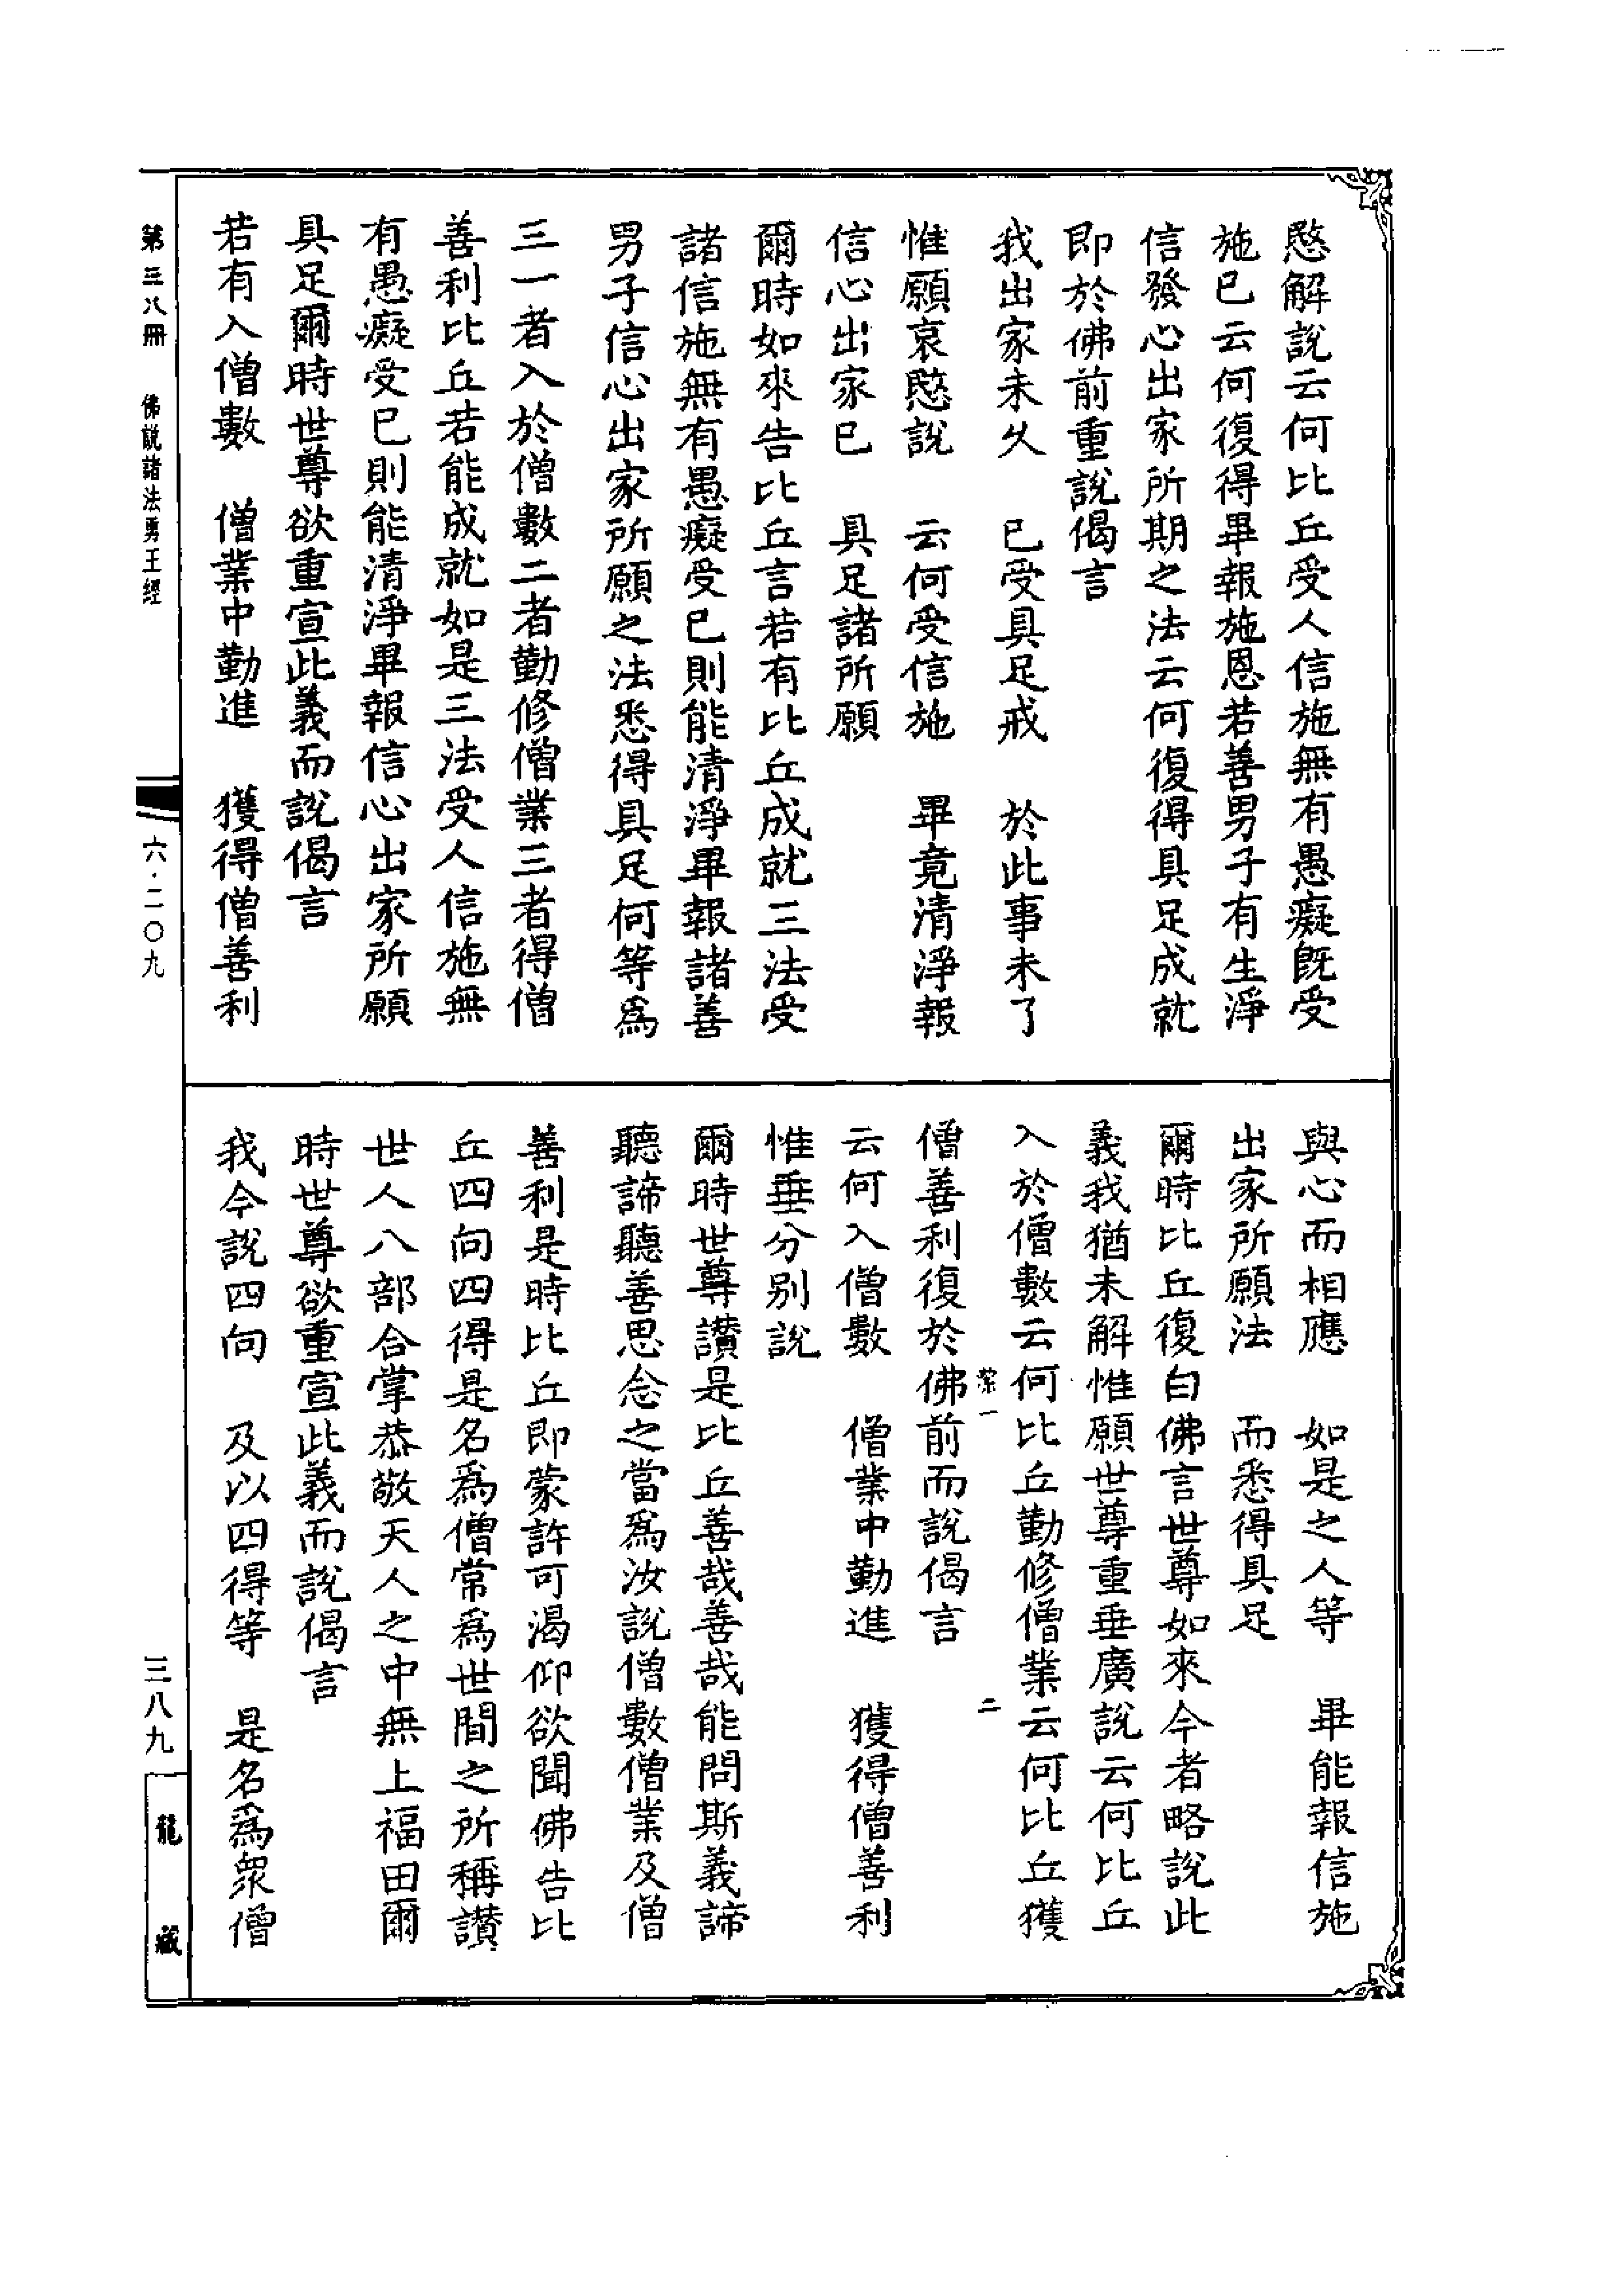 愍解說云何比丘受人信施無有愚癡既受
施已云何復得畢報施恩若善男子有生淨
信發心出家所期之法云何復得具足成就
即於佛前重說偈言
我出家未久　已受具足戒　於此事未了
惟願哀愍說　云何受信施　畢竟清淨報
信心出家已　具足諸所願
爾時如來告比丘言若有比丘成就三法受
諸信施無有愚癡受已則能清淨畢報諸善
男子信心出家所願之法悉得具足何等爲
三一者入於僧數二者勤修僧業三者得僧
善利比丘若能成就如是三法受人信施無
有愚癡受已則能清淨畢報信心出家所願
具足爾時世尊欲重宣此義而說偈言
若有入僧數　僧業中勤進　獲得僧善利
與心而相應　如是之人等　畢能報信施
出家所願法　而悉得具足
爾時比丘復白佛言世尊如來今者略說此
義我猶未解惟願世尊重垂廣說云何比丘
入於僧數云何比丘勤修僧業云何比丘獲
潔一　二
僧善利復於佛前而說偈言
云何入僧數　僧業中勤進　獲得僧善利
惟垂分別說
爾時世尊讚是比丘善哉善哉能問斯義諦
聽諦聽善思念之當爲汝說僧數僧業及僧
善利是時比丘即蒙許可渴仰欲聞佛告比
丘四向四得是名爲僧常爲世間之所稱讚
世人八部合掌恭敬天人之中無上福田爾
時世尊欲重宣此義而說偈言
我今說四向　及以四得等　是名爲眾僧
第三八冊　佛說諸法勇王經
六·二〇九
三八九
龍藏